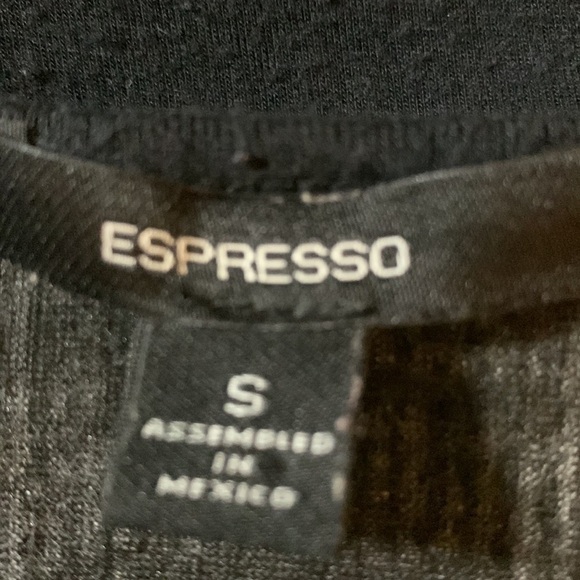 ESPRESSO
S
ASSEMBLED
IN
MEXICO